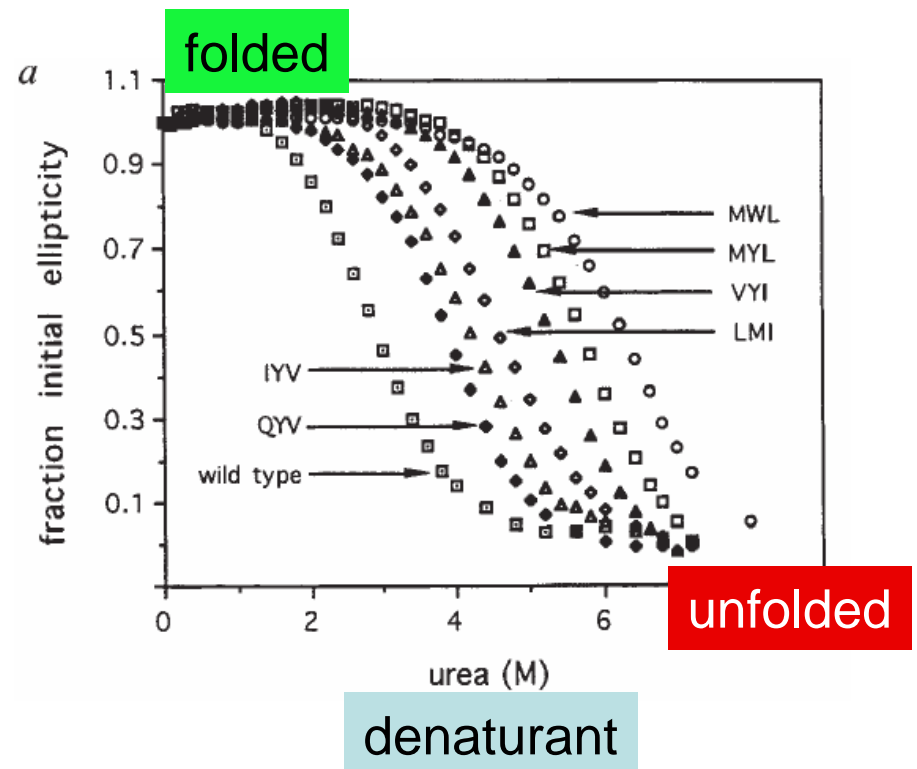 folded
a
1.1
0.9
0.7
0.5
0.3
0.1
fraction initial ellipticity
MWL
MYL
VYI
LMI
IYV
QYV
wild type
0
2
4
6
unfolded
urea (M)
denaturant